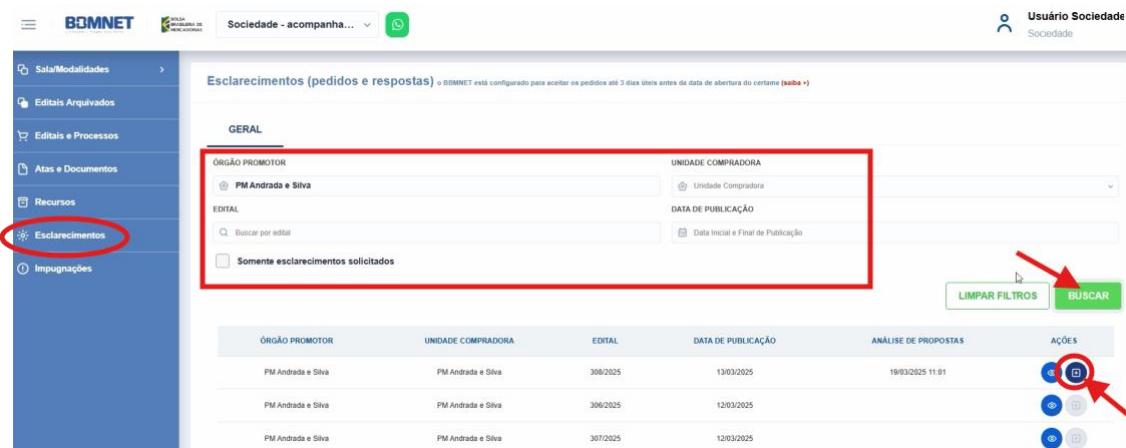 BBMNET
BOLSA
BRASILEIRA DE
MERCADORIAS
Sociedade - acompanha...
Usuário Sociedade
Sociedade
Sala/Modalidades
Editais Arquivados
Editais e Processos
Atas e Documentos
Recursos
Esclarecimentos
Impugnações
Esclarecimentos (pedidos e respostas) o BBMNET está configurado para aceitar os pedidos até 3 dias úteis antes da data de abertura do certame (saiba +)
GERAL
ÓRGÃO PROMOTOR UNIDADE COMPRADORA
PM Andrada e Silva Unidade Compradora
EDITAL DATA DE PUBLICAÇÃO
Buscar por edital Data Inicial e Final de Publicação
Somente esclarecimentos solicitados
LIMPAR FILTROS BUSCAR
ÓRGÃO PROMOTOR UNIDADE COMPRADORA EDITAL DATA DE PUBLICAÇÃO ANÁLISE DE PROPOSTAS AÇÕES
PM Andrada e Silva PM Andrada e Silva 308/2025 13/03/2025 19/03/2025 11:01
PM Andrada e Silva PM Andrada e Silva 306/2025 12/03/2025
PM Andrada e Silva PM Andrada e Silva 307/2025 12/03/2025